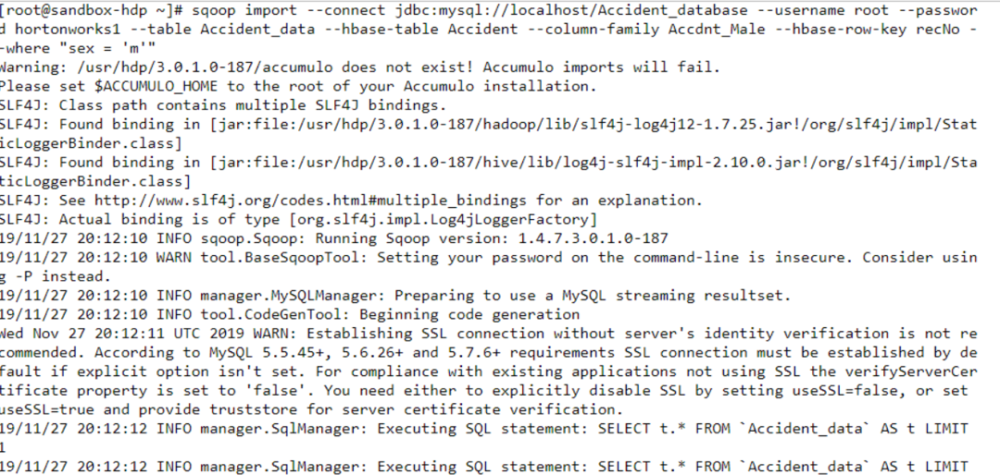 [root@sandbox-hdp ~]# sqoop import --connect jdbc:mysql://localhost/Accident_database --username root --passwor
d hortonworks1 --table Accident_data --hbase-table Accident --column-family Accdnt_Male --hbase-row-key recNo -
-where "sex = 'm'"
Warning: /usr/hdp/3.0.1.0-187/accumulo does not exist! Accumulo imports will fail.
Please set $ACCUMULO_HOME to the root of your Accumulo installation.
SLF4J: Class path contains multiple SLF4J bindings.
SLF4J: Found binding in [jar:file:/usr/hdp/3.0.1.0-187/hadoop/lib/slf4j-log4j12-1.7.25.jar!/org/slf4j/impl/Stat
icLoggerBinder.class]
SLF4J: Found binding in [jar:file:/usr/hdp/3.0.1.0-187/hive/lib/log4j-slf4j-impl-2.10.0.jar!/org/slf4j/impl/Sta
ticLoggerBinder.class]
SLF4J: See http://www.slf4j.org/codes.html#multiple_bindings for an explanation.
SLF4J: Actual binding is of type [org.slf4j.impl.Log4jLoggerFactory]
19/11/27 20:12:10 INFO sqoop.Sqoop: Running Sqoop version: 1.4.7.3.0.1.0-187
19/11/27 20:12:10 WARN tool.BaseSqoopTool: Setting your password on the command-line is insecure. Consider usin
g -P instead.
19/11/27 20:12:10 INFO manager.MySQLManager: Preparing to use a MySQL streaming resultset.
19/11/27 20:12:10 INFO tool.CodeGenTool: Beginning code generation
Wed Nov 27 20:12:11 UTC 2019 WARN: Establishing SSL connection without server's identity verification is not re
commended. According to MySQL 5.5.45+, 5.6.26+ and 5.7.6+ requirements SSL connection must be established by de
fault if explicit option isn't set. For compliance with existing applications not using SSL the verifyServerCer
tificate property is set to 'false'. You need either to explicitly disable SSL by setting useSSL=false, or set
useSSL=true and provide truststore for server certificate verification.
19/11/27 20:12:12 INFO manager.SqlManager: Executing SQL statement: SELECT t.* FROM `Accident_data` AS t LIMIT
1
19/11/27 20:12:12 INFO manager.SqlManager: Executing SQL statement: SELECT t.* FROM `Accident_data` AS t LIMIT